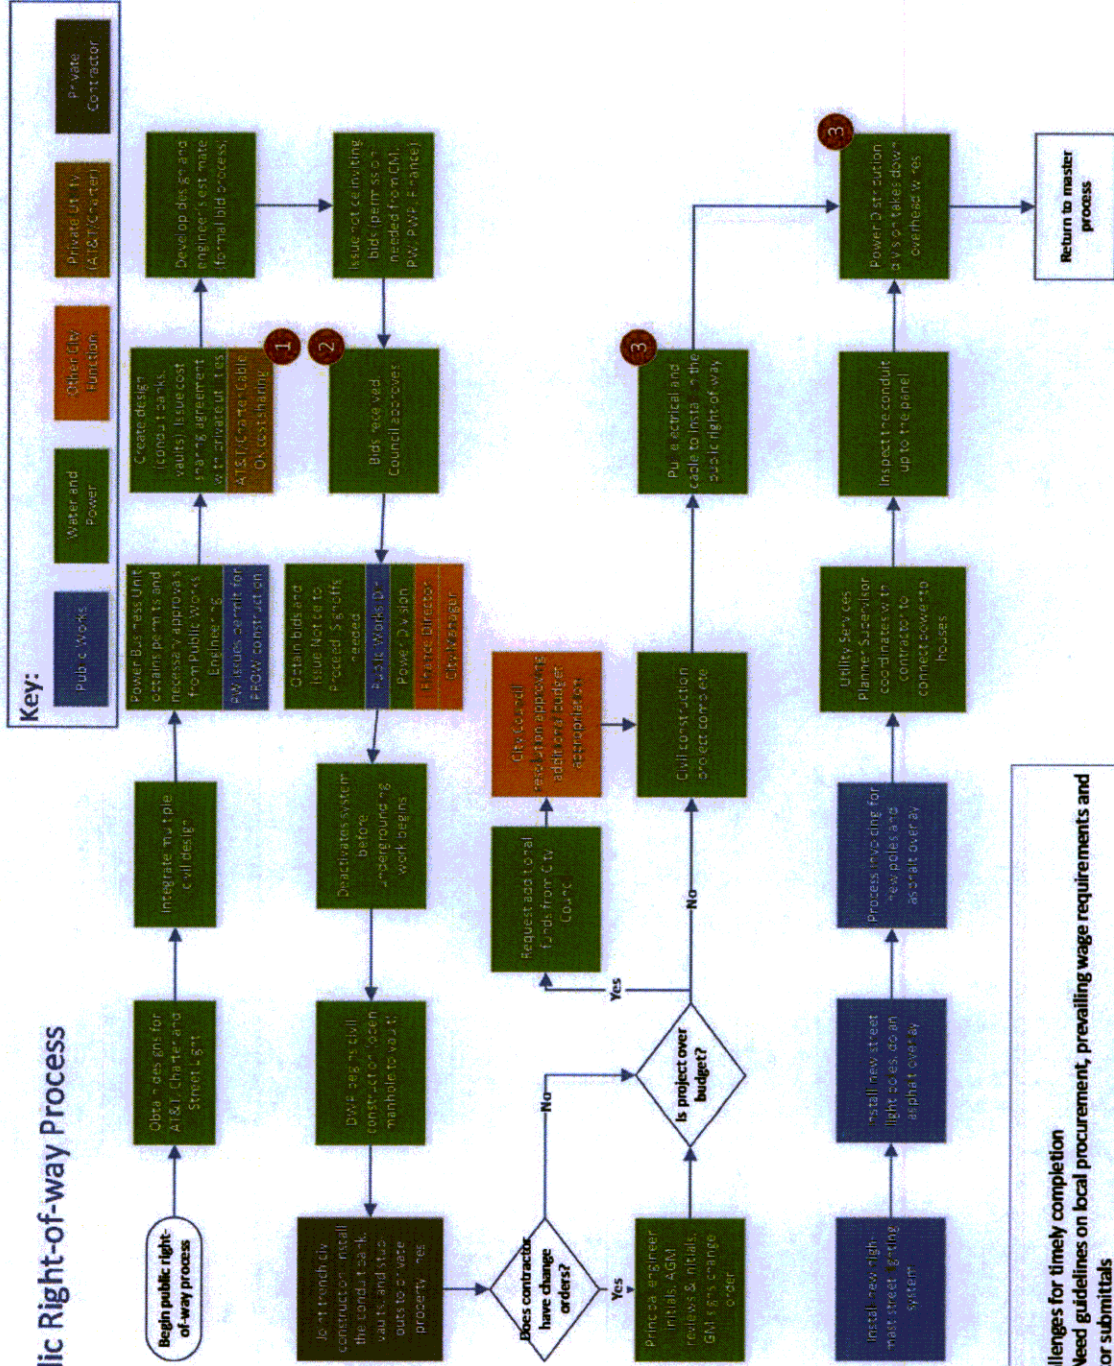 lic Right-of-way Process
Key:
Public Works
Water and
Power
Other City
Function
Private Utility
(AT&T/Charter)
Private
Contractor
Begin public right-
of-way process
Obtain designs for
AT&T, Charter and
Street Light
Integrate multiple
civil design
Power Business Unit
obtains permits and
necessary approvals
from Public Works
Engineering
PW issues permit for
PROW construction
Create design
(conduit banks,
vaults). Issue cost
sharing agreement
with private utilities
AT&T/Charter Cable
OK cost sharing
1
Develop design and
engineer's estimate
(formal bid process)
Issue notice inviting
bids (permission
needed from CM,
PW, PWP, Finance)
2
Bids received.
Council approves
Obtain bids and
issue Notice to
Proceed. Signoffs
needed
Public Works Dir
Power Division
Finance Director
City Manager
Deactivates system
before
undergrounding
work begins
DWP begins civil
construction (open
manhole to vault)
Joint trench civ
construction: install
the conduit bank,
vault, and stub
outs to private
property lines
Does contractor
have change
orders?
No
Yes
Principal engineer
initials, AGM
reviews & initials,
GM signs change
order.
Is project over
budget?
Yes
No
Request additional
funds from City
Council
City Council
resolution approving
additional budget
appropriation
Civil construction
project complete
3
Pull electrical and
cable to install in the
public right of way
Install new high-
mast street lighting
system
Install new street
light poles, do an
asphalt overlay
Process invoicing for
new poles and
asphalt overlay
Utility Services
Planner Supervisor
coordinates with
contractor to
connect power to
houses
Inspect the conduit
up to the panel
3
Power Distribution
division takes down
overhead wires
Return to master
process
llenges for timely completion
Need guidelines on local procurement, prevailing wage requirements and
or submittals